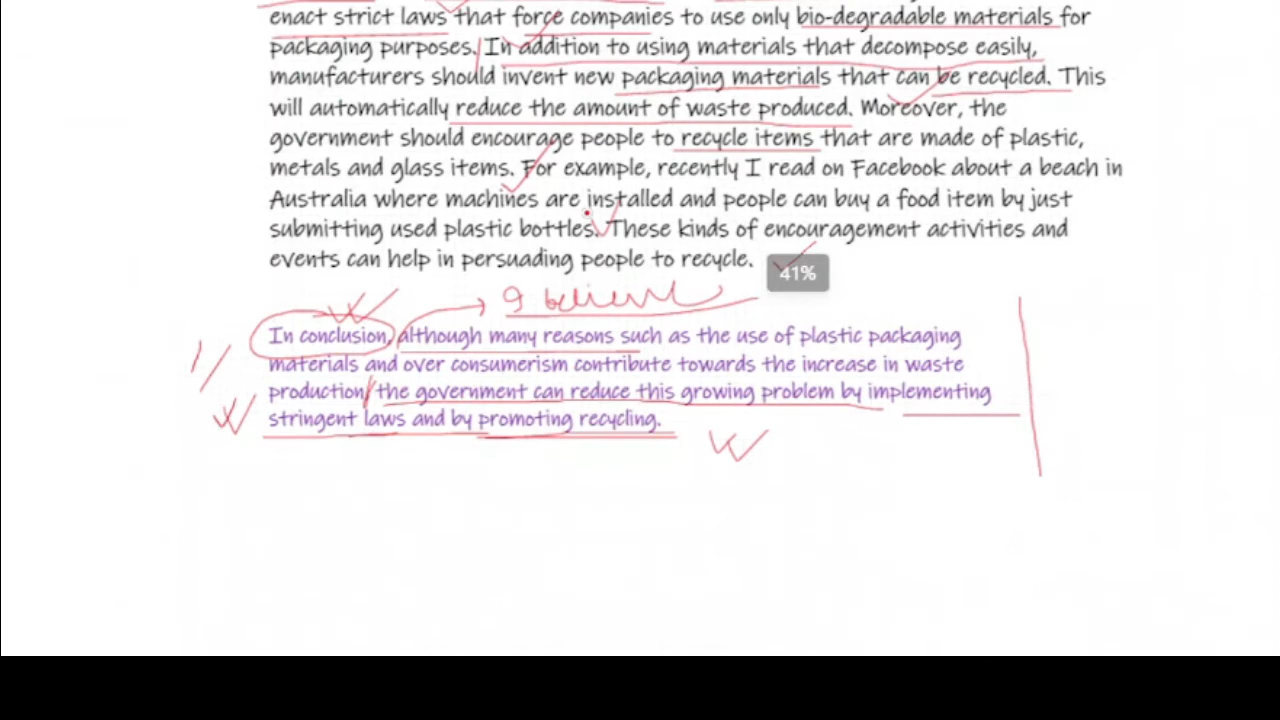 enact strict laws that force companies to use only bio-degradable materials for
packaging purposes. In addition to using materials that decompose easily,
manufacturers should invent new packaging materials that can be recycled. This
will automatically reduce the amount of waste produced. Moreover, the
government should encourage people to recycle items that are made of plastic,
metals and glass items. For example, recently I read on Facebook about a beach in
Australia where machines are installed and people can buy a food item by just
submitting used plastic bottles. These kinds of encouragement activities and
events can help in persuading people to recycle.
41%
I believe
In conclusion, although many reasons such as the use of plastic packaging
materials and over consumerism contribute towards the increase in waste
production, the government can reduce this growing problem by implementing
stringent laws and by promoting recycling.